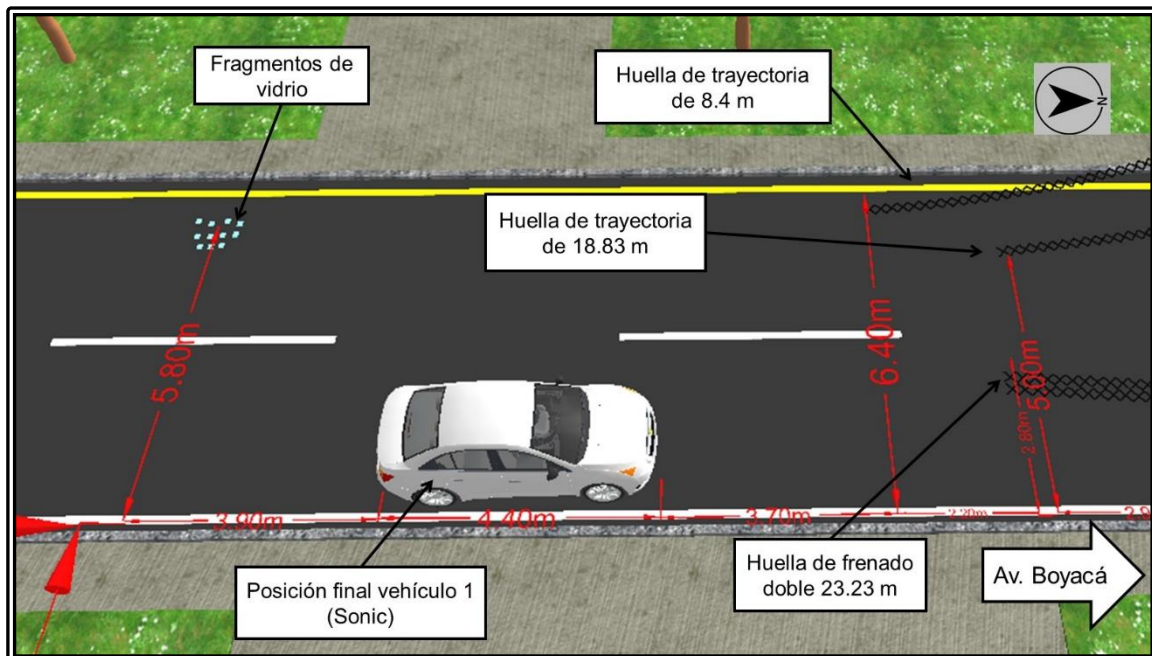 Fragmentos de
vidrio
Huella de trayectoria
de 8.4 m
N
Huella de trayectoria
de 18.83 m
5.80m
6.40m
5.00m
2.80m
3.90m
4.40m
3.70m
2.20m
Posición final vehículo 1
(Sonic)
Huella de frenado
doble 23.23 m
Av. Boyacá